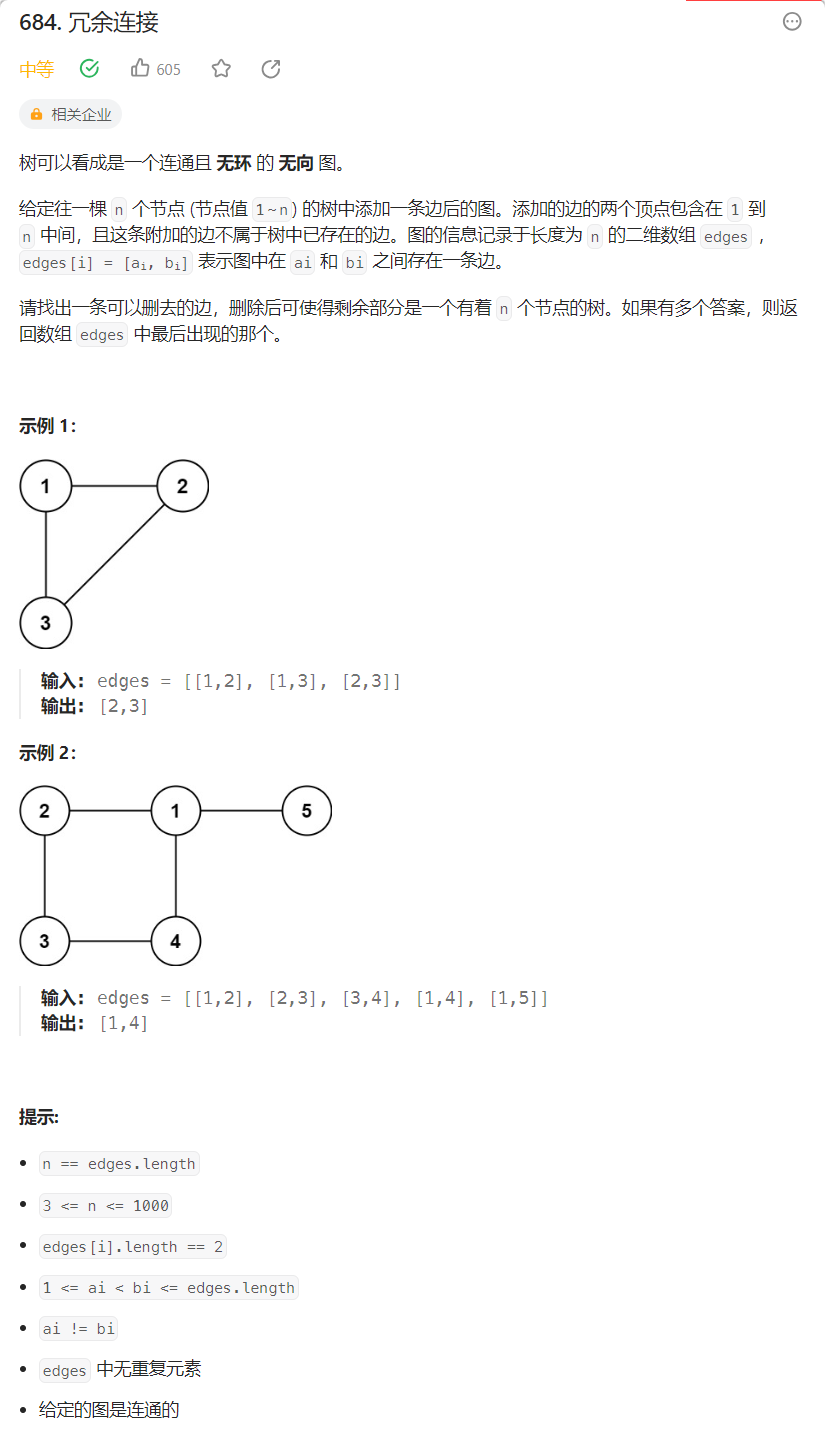 684. 冗余连接
中等 605
相关企业
树可以看成是一个连通且 无环 的 无向 图。
给定往一棵 n 个节点 (节点值 1~n) 的树中添加一条边后的图。添加的边的两个顶点包含在 1 到
n 中间，且这条附加的边不属于树中已存在的边。图的信息记录于长度为 n 的二维数组 edges ，
edges[i] = [aᵢ, bᵢ] 表示图中在 ai 和 bi 之间存在一条边。
请找出一条可以删去的边，删除后可使得剩余部分是一个有着 n 个节点的树。如果有多个答案，则返
回数组 edges 中最后出现的那个。
示例 1：
1 2
3
输入: edges = [[1,2], [1,3], [2,3]]
输出: [2,3]
示例 2：
2 1 5
3 4
输入: edges = [[1,2], [2,3], [3,4], [1,4], [1,5]]
输出: [1,4]
提示:
• n == edges.length
• 3 <= n <= 1000
• edges[i].length == 2
• 1 <= ai < bi <= edges.length
• ai != bi
• edges 中无重复元素
• 给定的图是连通的